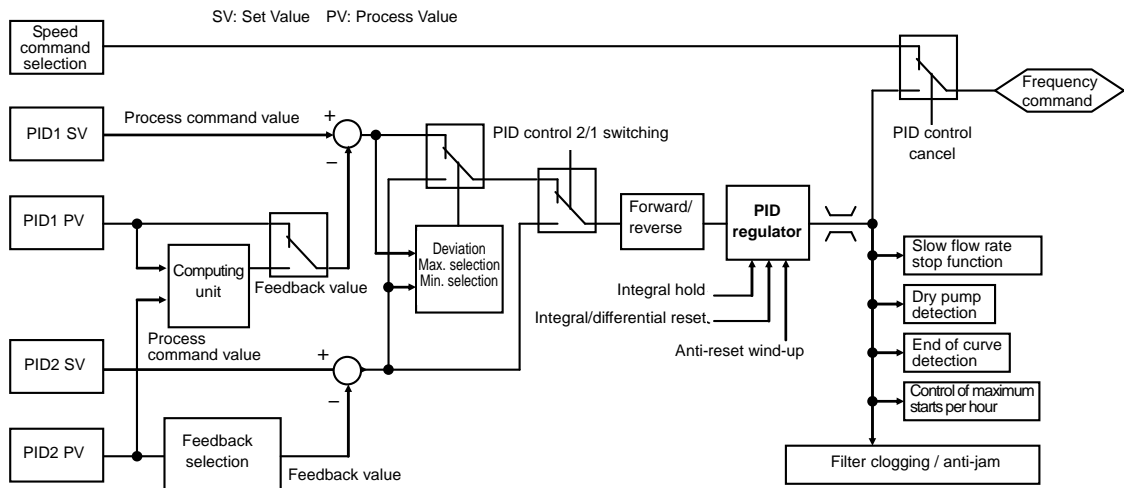 SV: Set Value PV: Process Value
Speed
command
selection
Frequency
command
PID control
cancel
PID1 SV
Process command value
+
−
PID control 2/1 switching
PID1 PV
Computing
unit
Feedback value
Deviation
Max. selection
Min. selection
Forward/
reverse
PID
regulator
Integral hold
Integral/differential reset
Anti-reset wind-up
Slow flow rate
stop function
Dry pump
detection
End of curve
detection
Control of maximum
starts per hour
Filter clogging / anti-jam
Process
command value
PID2 SV
+
−
PID2 PV
Feedback
selection
Feedback value